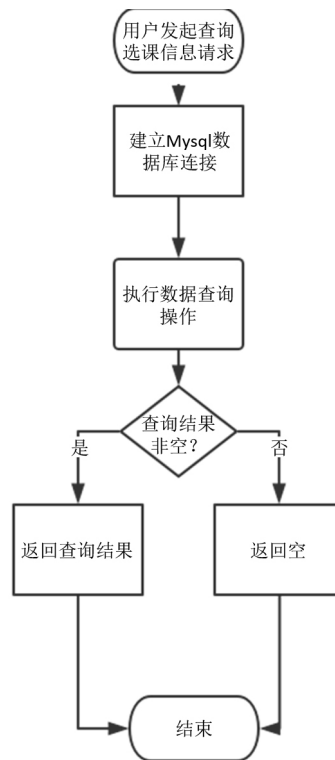 用户发起查询
选课信息请求
建立Mysql数
据库连接
执行数据查询
操作
查询结果
非空？
是
否
返回查询结果
返回空
结束